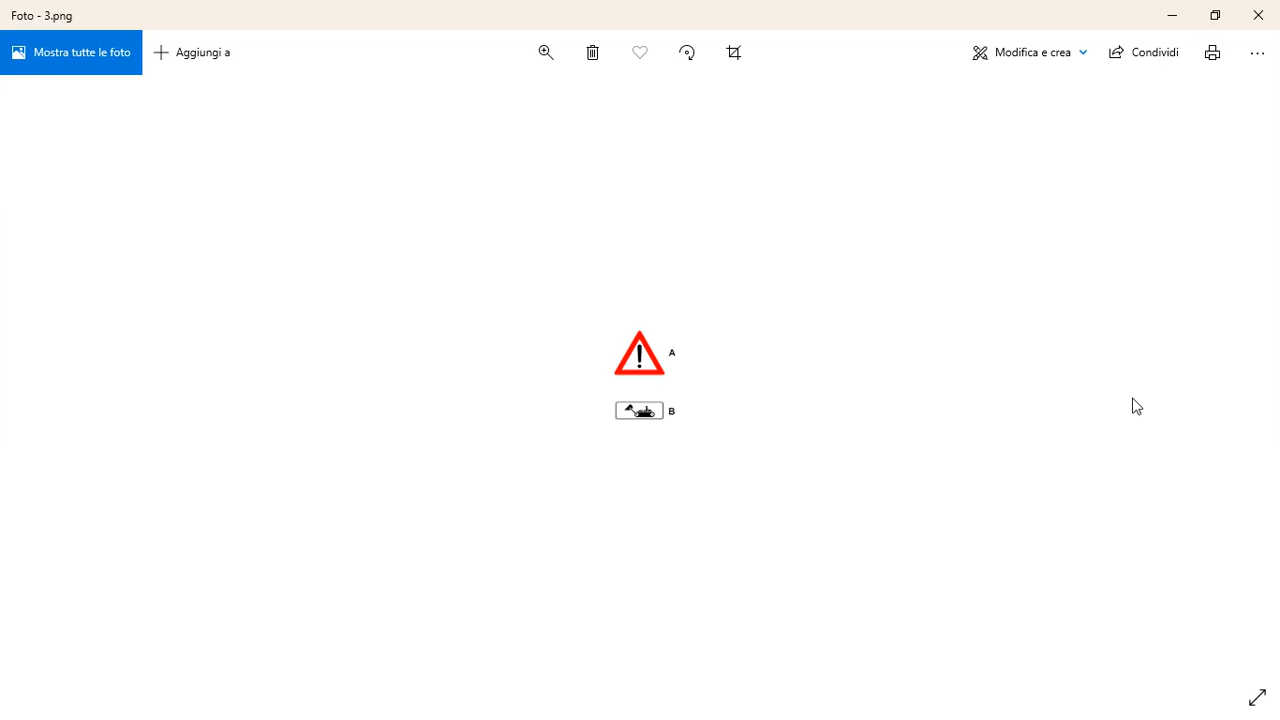 Foto - 3.png
Mostra tutte le foto
Aggiungi a
Modifica e crea
Condividi
A
B